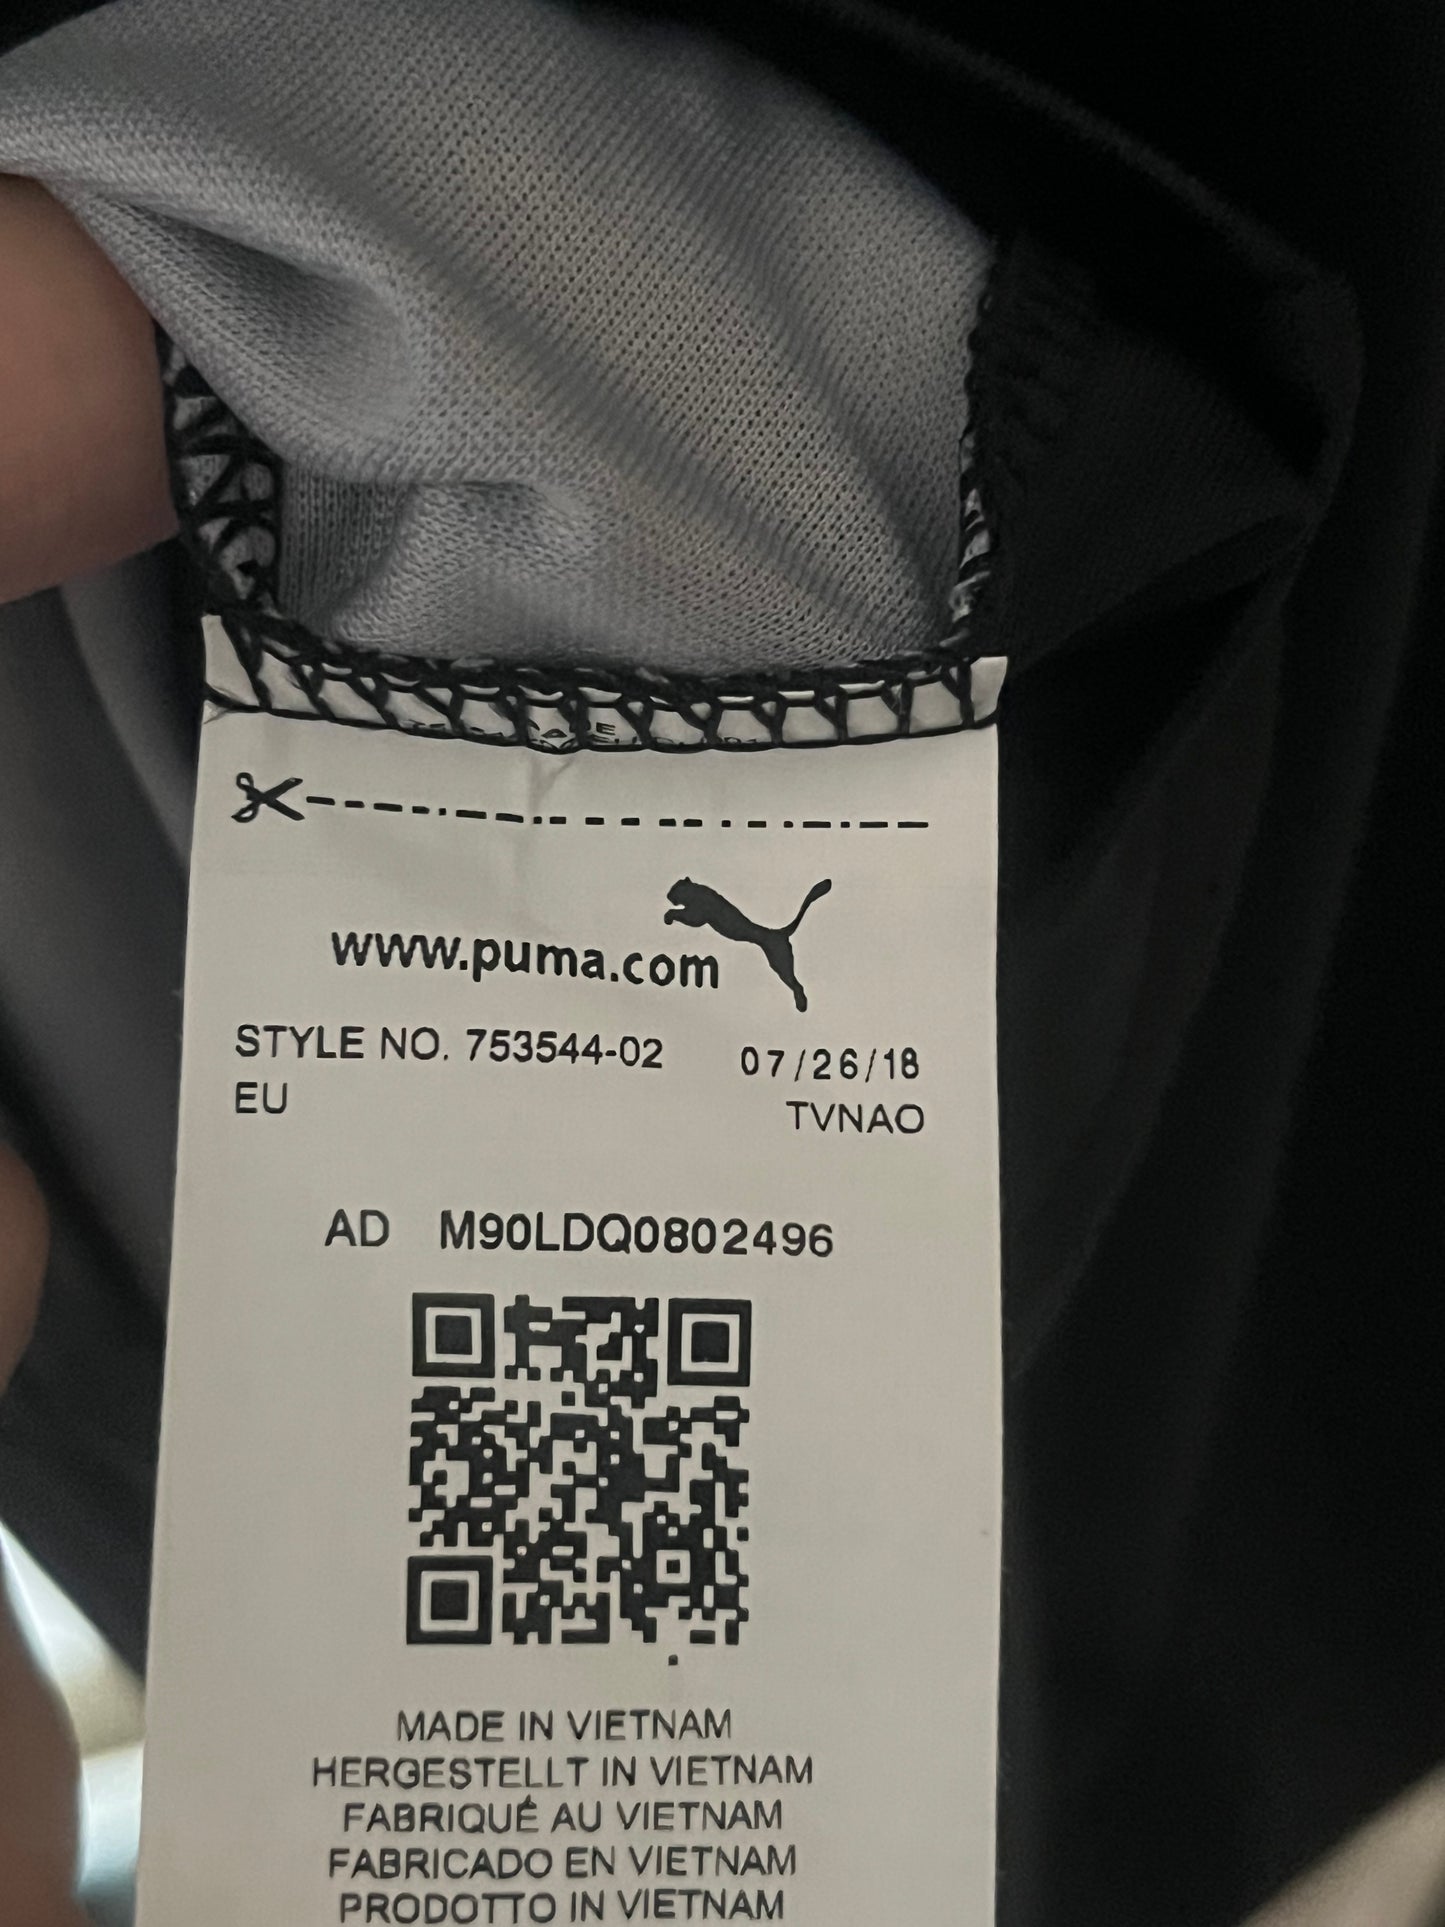 www.puma.com
STYLE NO. 753544-02 07/26/18
EU TVNAO
AD M90LDQ0802496
MADE IN VIETNAM
HERGESTELLT IN VIETNAM
FABRIQUÉ AU VIETNAM
FABRICADO EN VIETNAM
PRODOTTO IN VIETNAM